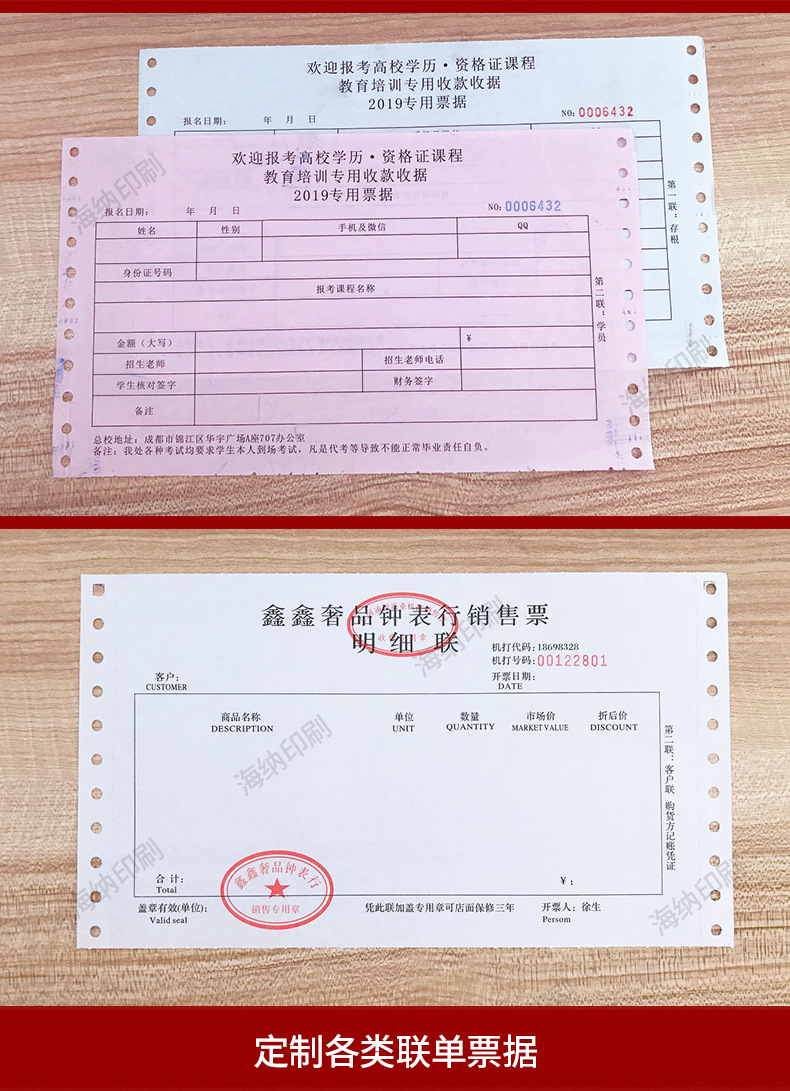 欢迎报考高校学历·资格证课程
教育培训专用收款收据
2019专用票据
报名日期： 年 月 日 NO: 0006432
第一联：存根
欢迎报考高校学历·资格证课程
教育培训专用收款收据
2019专用票据
报名日期： 年 月 日 NO: 0006432
姓名 性别 手机及微信 QQ
身份证号码
报考课程名称
金额（大写） ¥
招生老师 招生老师电话
学生核对签字 财务签字
备注
第二联：学员
总校地址：成都市锦江区华宇广场A座707办公室
备注：我处各种考试均要求学生本人到场考试，凡是代考等导致不能正常毕业责任自负。
海纳印刷
海纳印刷
鑫鑫奢品钟表行销售票
明细联
机打代码：18698328
机打号码：00122801
客户： 开票日期：
CUSTOMER DATE
商品名称 单位 数量 市场价 折后价
DESCRIPTION UNIT QUANTITY MARKET VALUE DISCOUNT
第二联：客户联 购货方记账凭证
合计： ¥：
Total
鑫鑫奢品钟表行
销售专用章
盖章有效(单位)： 凭此联加盖专用章可店面保修三年 开票人：徐生
Valid seal Persom
海纳印刷
海纳印刷
海纳印刷
海纳印刷
定制各类联单票据